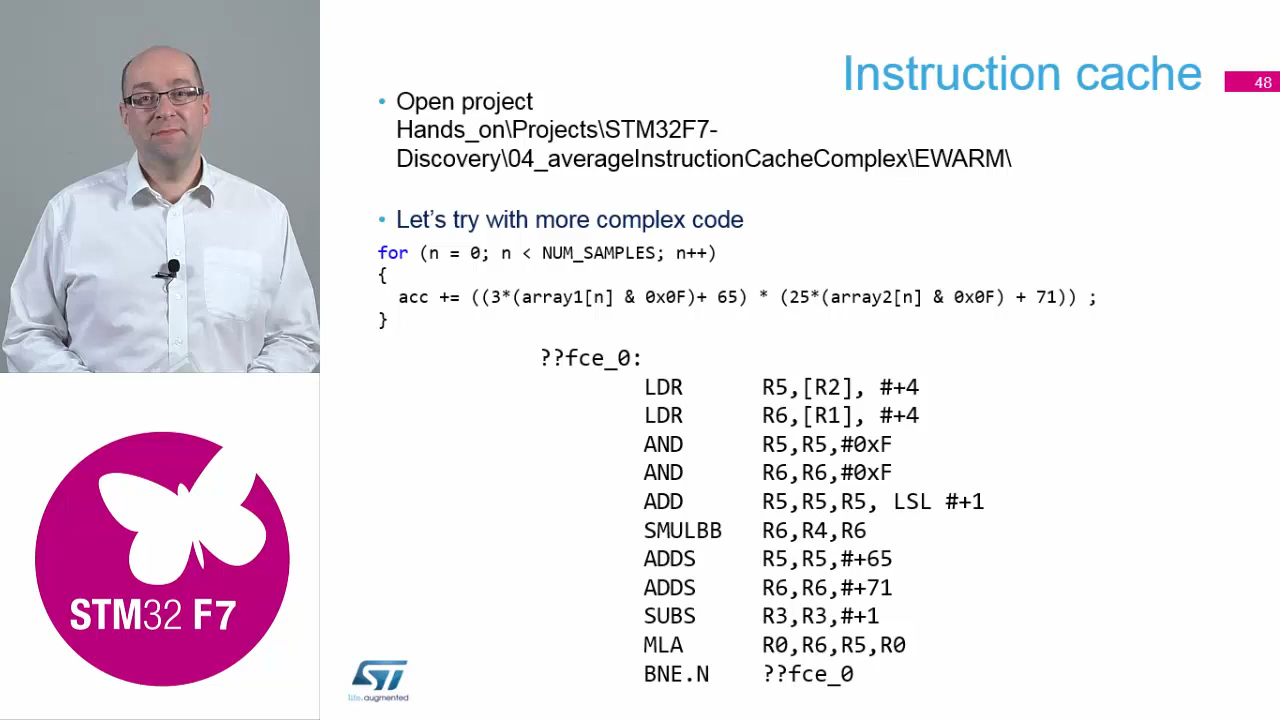 Instruction cache
48
• Open project
Hands_on\Projects\STM32F7-
Discovery\04_averageInstructionCacheComplex\EWARM\
• Let's try with more complex code
for (n = 0; n < NUM_SAMPLES; n++)
{
acc += ((3*(array1[n] & 0x0F)+ 65) * (25*(array2[n] & 0x0F) + 71)) ;
}
??fce_0:
LDR R5,[R2], #+4
LDR R6,[R1], #+4
AND R5,R5,#0xF
AND R6,R6,#0xF
ADD R5,R5,R5, LSL #+1
SMULBB R6,R4,R6
ADDS R5,R5,#+65
ADDS R6,R6,#+71
SUBS R3,R3,#+1
MLA R0,R6,R5,R0
BNE.N ??fce_0
STM32 F7
ST
life.augmented